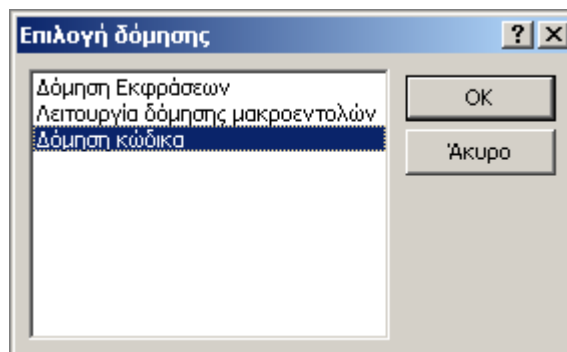 Επιλογή δόμησης
Δόμηση Εκφράσεων
Λειτουργία δόμησης μακροεντολών
Δόμηση κώδικα
OK
Άκυρο